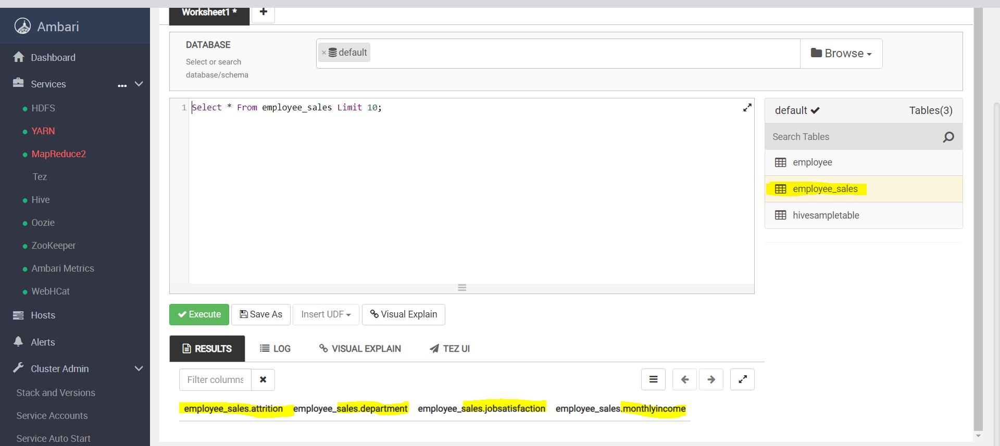 Ambari
Dashboard
Services
HDFS
YARN
MapReduce2
Tez
Hive
Oozie
ZooKeeper
Ambari Metrics
WebHCat
Hosts
Alerts
Cluster Admin
Stack and Versions
Service Accounts
Service Auto Start
Worksheet1 *
DATABASE
Select or search
database/schema
× default
Browse
1 Select * From employee_sales Limit 10;
default Tables(3)
Search Tables
employee
employee_sales
hivesampletable
Execute Save As Insert UDF Visual Explain
RESULTS LOG VISUAL EXPLAIN TEZ UI
Filter columns
employee_sales.attrition employee_sales.department employee_sales.jobsatisfaction employee_sales.monthlyincome